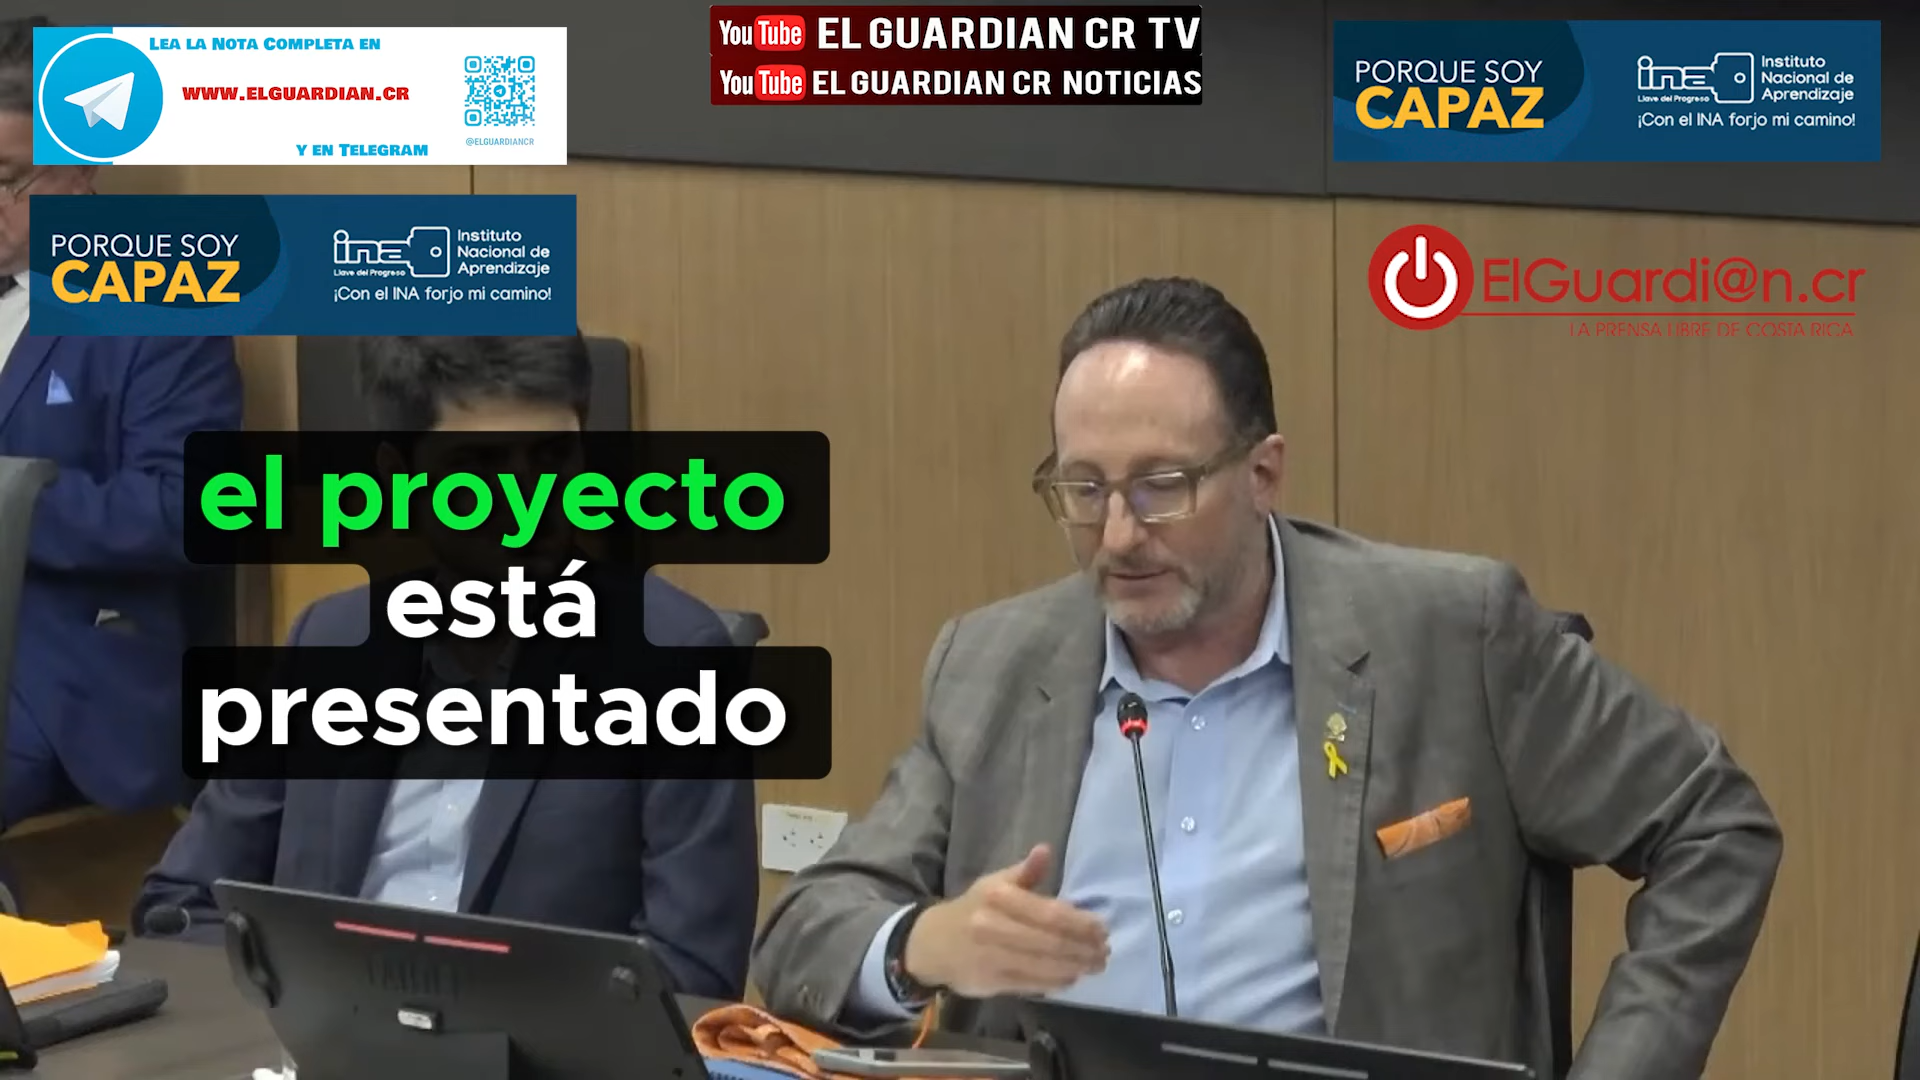 LEA LA NOTA COMPLETA EN
WWW.ELGUARDIAN.CR
Y EN TELEGRAM
@ELGUARDIANCR
YouTube EL GUARDIAN CR TV
YouTube EL GUARDIAN CR NOTICIAS
PORQUE SOY
CAPAZ
ina
Llave del Progreso
Instituto
Nacional de
Aprendizaje
¡Con el INA forjo mi camino!
PORQUE SOY
CAPAZ
ina
Llave del Progreso
Instituto
Nacional de
Aprendizaje
¡Con el INA forjo mi camino!
ElGuardi@n.cr
LA PRENSA LIBRE DE COSTA RICA
el proyecto
está
presentado